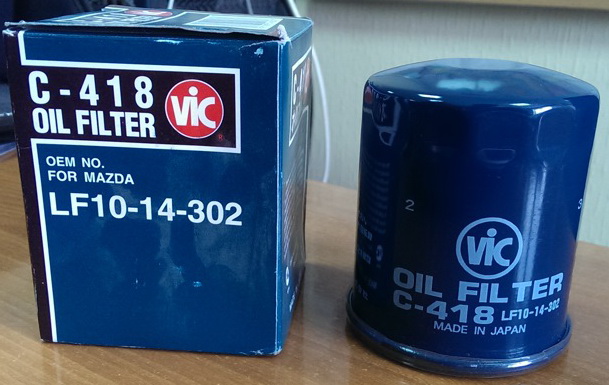 C-418
OIL FILTER
VIC
OEM NO.
FOR MAZDA
LF10-14-302
2
VIC
OIL FILTER
C-418 LF10-14-302
MADE IN JAPAN